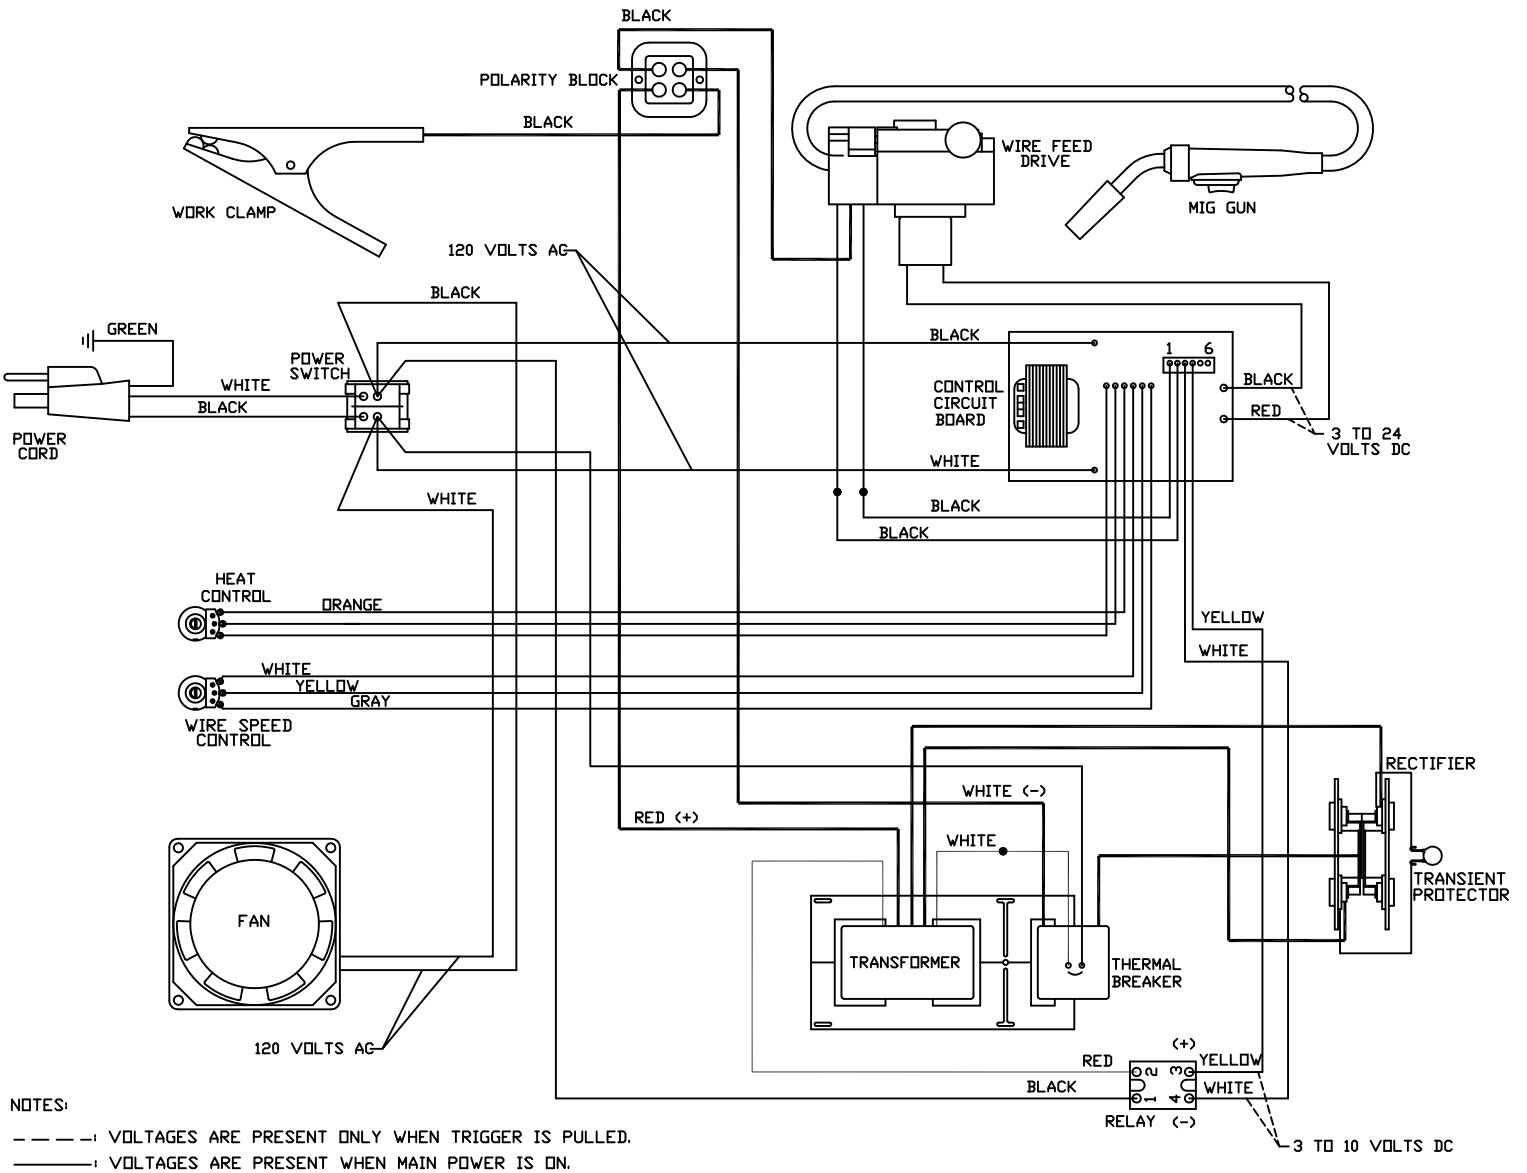 BLACK
POLARITY BLOCK
BLACK
WORK CLAMP
WIRE FEED
DRIVE
MIG GUN
120 VOLTS AC
BLACK
GREEN
POWER
SWITCH
WHITE
BLACK
POWER
CORD
BLACK
1 6
CONTROL
CIRCUIT
BOARD
BLACK
RED
3 TO 24
VOLTS DC
WHITE
WHITE
BLACK
BLACK
HEAT
CONTROL
ORANGE
YELLOW
WHITE
WHITE
YELLOW
GRAY
WIRE SPEED
CONTROL
RECTIFIER
WHITE (-)
RED (+)
WHITE
TRANSIENT
PROTECTOR
FAN
TRANSFORMER
THERMAL
BREAKER
120 VOLTS AC
(+)
RED
2 3
YELLOW
BLACK
1 4
WHITE
RELAY (-)
3 TO 10 VOLTS DC
NOTES:
: VOLTAGES ARE PRESENT ONLY WHEN TRIGGER IS PULLED.
: VOLTAGES ARE PRESENT WHEN MAIN POWER IS ON.